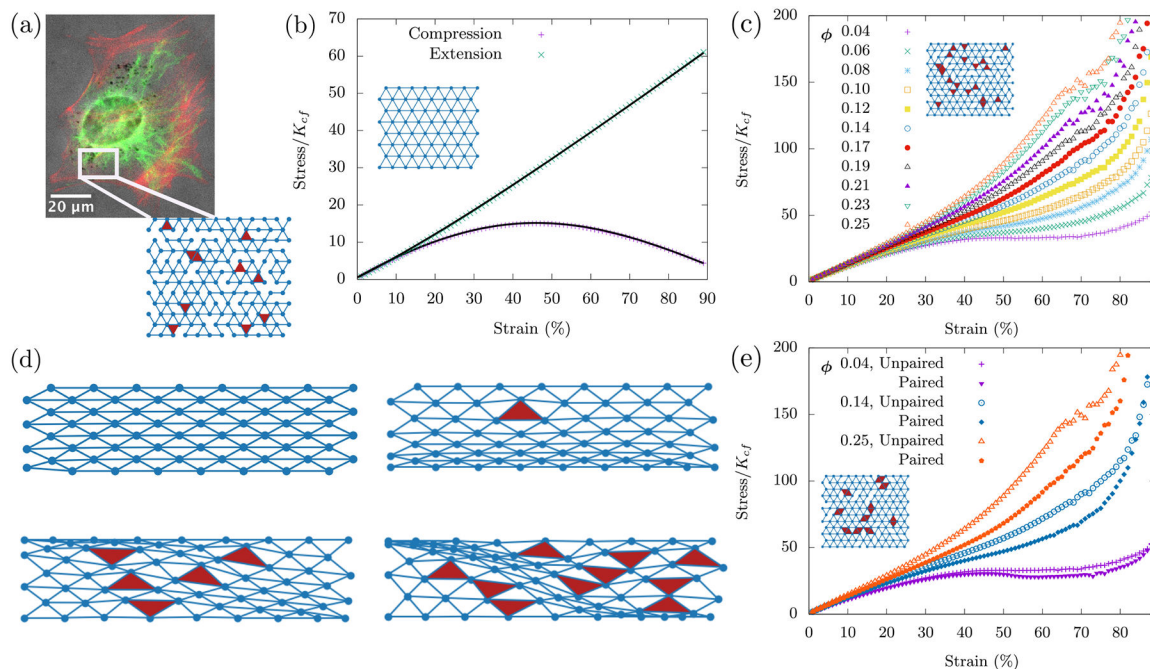 (a)
20 μm
(b)
Stress/K_cf
70
60
50
40
30
20
10
0
Compression
Extension
0 10 20 30 40 50 60 70 80 90
Strain (%)
(c)
Stress/K_cf
200
150
100
50
0
ϕ 0.04
0.06
0.08
0.10
0.12
0.14
0.17
0.19
0.21
0.23
0.25
10 20 30 40 50 60 70 80
Strain (%)
(d)
(e)
Stress/K_cf
200
150
100
50
0
ϕ 0.04, Unpaired
Paired
0.14, Unpaired
Paired
0.25, Unpaired
Paired
0 10 20 30 40 50 60 70 80
Strain (%)